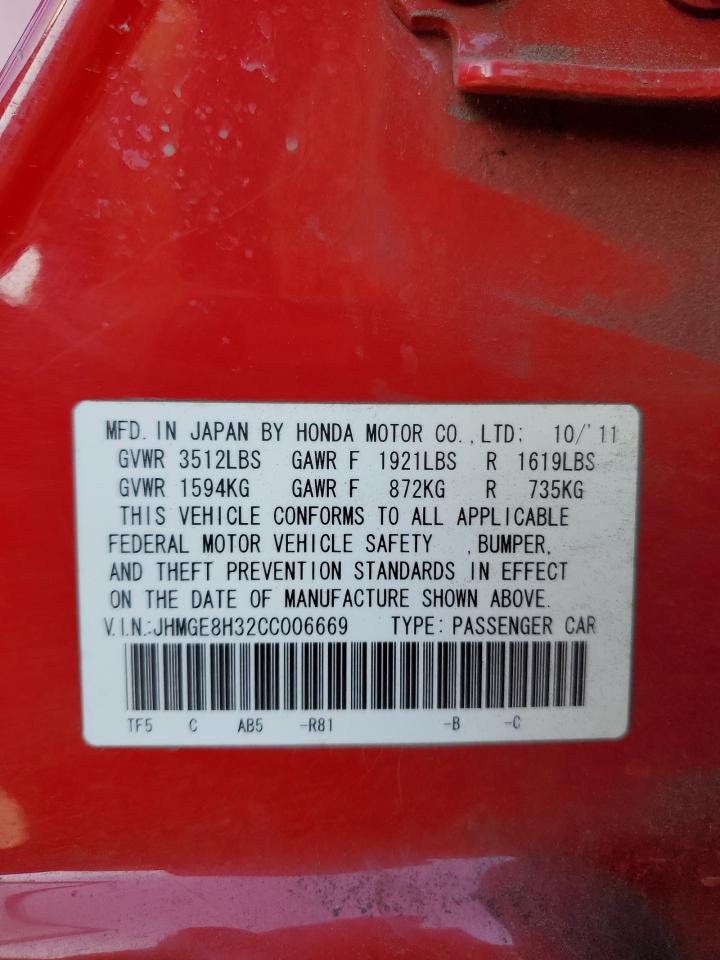 MFD. IN JAPAN BY HONDA MOTOR CO.,LTD: 10/'11
GVWR 3512LBS GAWR F 1921LBS R 1619LBS
GVWR 1594KG GAWR F 872KG R 735KG
THIS VEHICLE CONFORMS TO ALL APPLICABLE
FEDERAL MOTOR VEHICLE SAFETY ,BUMPER,
AND THEFT PREVENTION STANDARDS IN EFFECT
ON THE DATE OF MANUFACTURE SHOWN ABOVE.
V.I.N.:JHMGE8H32CC006669 TYPE: PASSENGER CAR
TF5 C AB5 -R81 -B -C